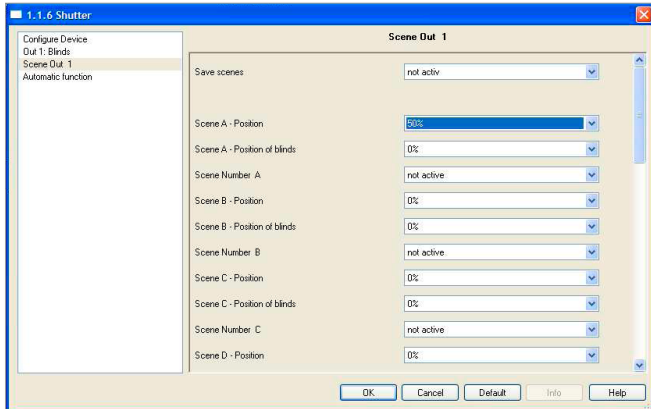 1.1.6 Shutter
Configure Device
Out 1: Blinds
Scene Out 1
Automatic function
Scene Out 1
Save scenes not activ
Scene A - Position 50%
Scene A - Position of blinds 0%
Scene Number A not active
Scene B - Position 0%
Scene B - Position of blinds 0%
Scene Number B not active
Scene C - Position 0%
Scene C - Position of blinds 0%
Scene Number C not active
Scene D - Position 0%
OK Cancel Default Info Help